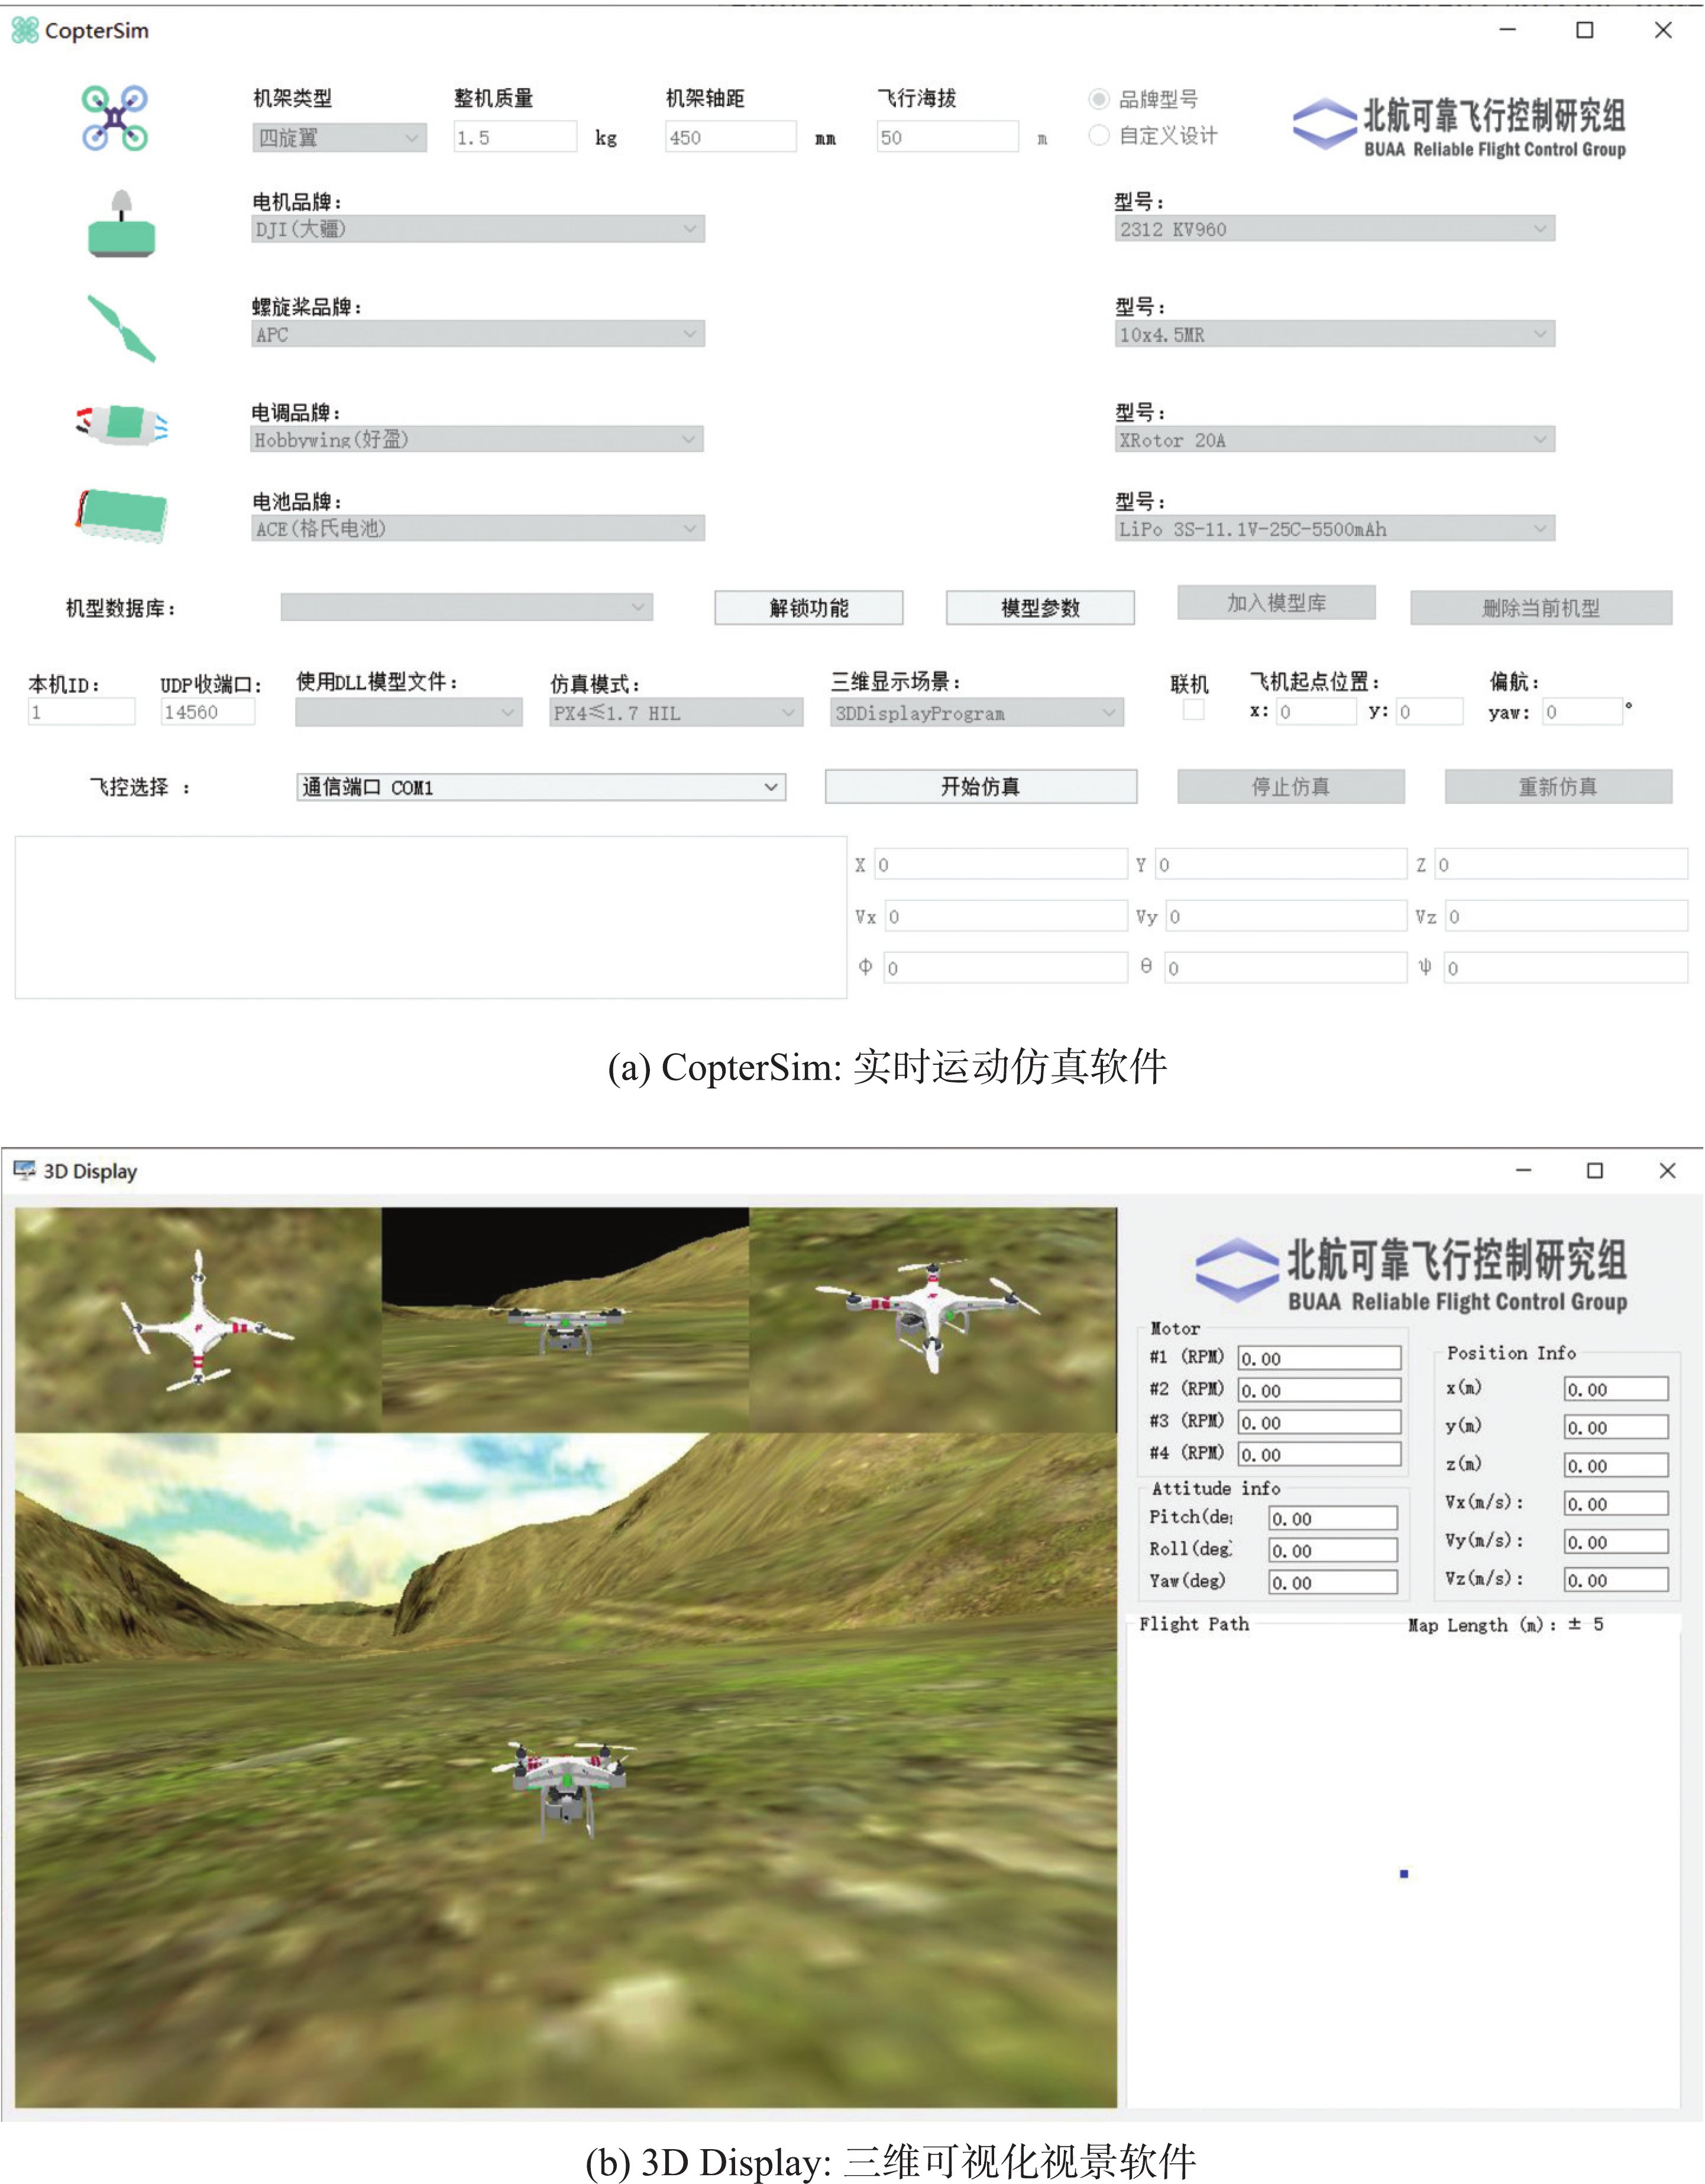 CopterSim
机架类型 整机质量 机架轴距 飞行海拔 品牌型号
四旋翼 1.5 kg 450 mm 50 m 自定义设计
北航可靠飞行控制研究组
BUAA Reliable Flight Control Group
电机品牌: 型号:
DJI(大疆) 2312 KV960
螺旋桨品牌: 型号:
APC 10x4.5MR
电调品牌: 型号:
Hobbywing(好盈) XRotor 20A
电池品牌: 型号:
ACE(格氏电池) LiPo 3S-11.1V-25C-5500mAh
机型数据库: 解锁功能 模型参数 加入模型库 删除当前机型
本机ID: UDP收端口: 使用DLL模型文件: 仿真模式: 三维显示场景: 联机 飞机起点位置: 偏航:
1 14560 PX4≤1.7 HIL 3DDisplayProgram x: 0 y: 0 yaw: 0 °
飞控选择 : 通信端口 COM1 开始仿真 停止仿真 重新仿真
X 0 Y 0 Z 0
Vx 0 Vy 0 Vz 0
Φ 0 θ 0 ψ 0
(a) CopterSim: 实时运动仿真软件
3D Display
北航可靠飞行控制研究组
BUAA Reliable Flight Control Group
Motor
#1 (RPM) 0.00
#2 (RPM) 0.00
#3 (RPM) 0.00
#4 (RPM) 0.00
Attitude info
Pitch(de 0.00
Roll(deg 0.00
Yaw(deg) 0.00
Position Info
x(m) 0.00
y(m) 0.00
z(m) 0.00
Vx(m/s): 0.00
Vy(m/s): 0.00
Vz(m/s): 0.00
Flight Path Map Length (m): ± 5
(b) 3D Display: 三维可视化视景软件